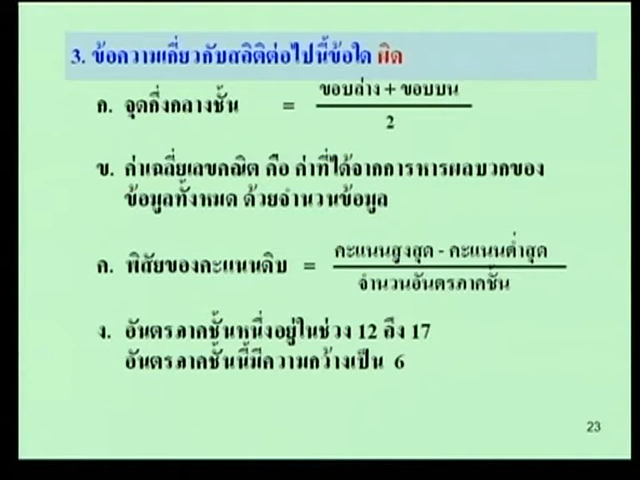 3. ข้อความเกี่ยวกับสถิติต่อไปนี้ข้อใด ผิด
ก. จุดกึ่งกลางชั้น = ขอบล่าง + ขอบบน
2
ข. ค่าเฉลี่ยเลขคณิต คือ ค่าที่ได้จากการหารผลบวกของ
ข้อมูลทั้งหมด ด้วยจำนวนข้อมูล
ค. พิสัยของคะแนนดิบ = คะแนนสูงสุด - คะแนนต่ำสุด
จำนวนอันตรภาคชั้น
ง. อันตรภาคชั้นหนึ่งอยู่ในช่วง 12 ถึง 17
อันตรภาคชั้นนี้มีความกว้างเป็น 6
23